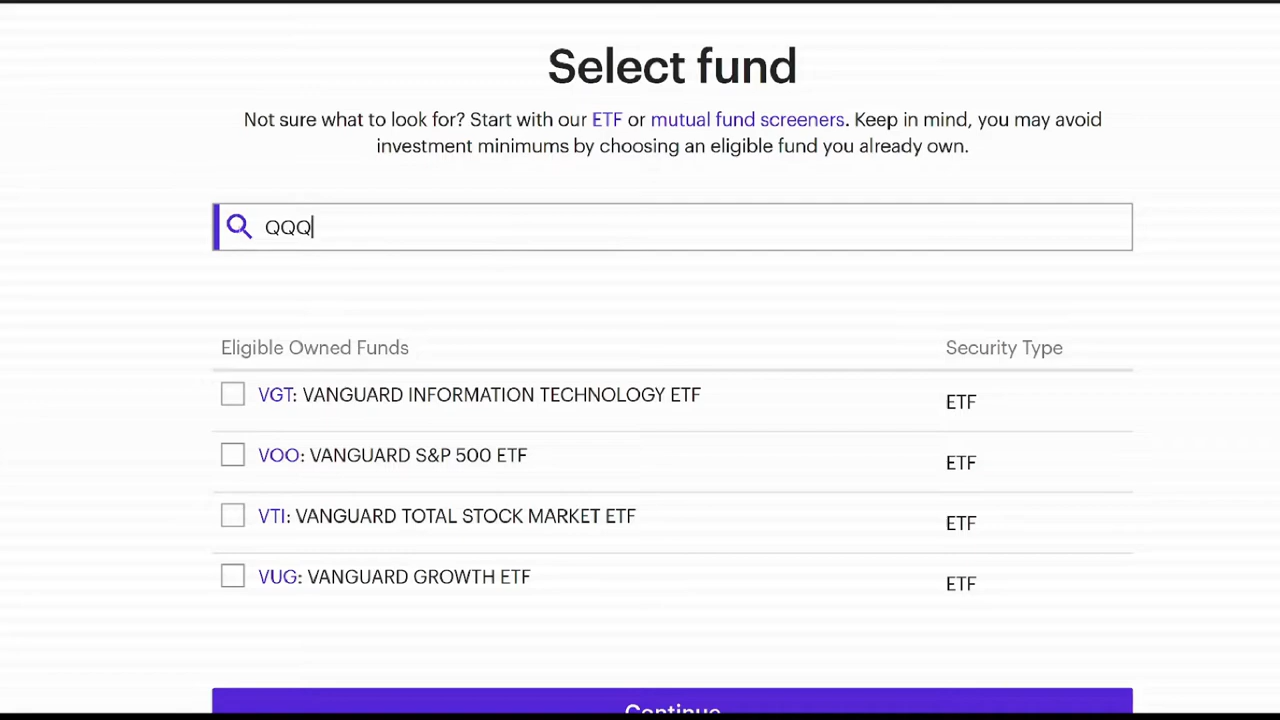 Select fund
Not sure what to look for? Start with our ETF or mutual fund screeners. Keep in mind, you may avoid
investment minimums by choosing an eligible fund you already own.
QQQ
Eligible Owned Funds Security Type
VGT: VANGUARD INFORMATION TECHNOLOGY ETF ETF
VOO: VANGUARD S&P 500 ETF ETF
VTI: VANGUARD TOTAL STOCK MARKET ETF ETF
VUG: VANGUARD GROWTH ETF ETF
Continue